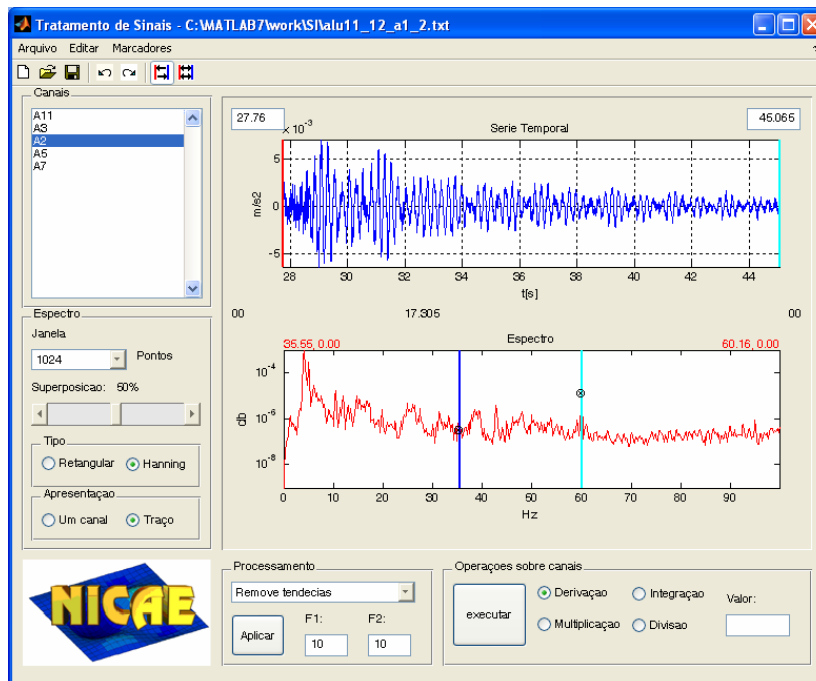 Tratamento de Sinais - C:\MATLAB7\work\SI\alu11_12_a1_2.txt
Arquivo Editar Marcadores
Canais
A11
A3
A2
A5
A7
27.76
45.065
× 10⁻³
Serie Temporal
5
0
-5
m/s2
28 30 32 34 36 38 40 42 44
t[s]
00 17.305 00
Espectro
Janela
1024 Pontos
Superposicao: 50%
Tipo
Retangular Hanning
Apresentaçao
Um canal Traço
35.55, 0.00 Espectro 60.16, 0.00
10⁻⁴
10⁻⁶
10⁻⁸
db
0 10 20 30 40 50 60 70 80 90
Hz
NICAE
Processamento
Remove tendecias
Aplicar
F1: F2:
10 10
Operaçoes sobre canais
executar
Derivaçao Integraçao
Multiplicaçao Divisao
Valor: